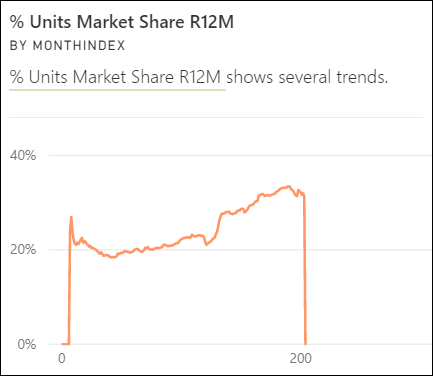 % Units Market Share R12M
BY MONTHINDEX
% Units Market Share R12M shows several trends.
40%
20%
0%
0
200